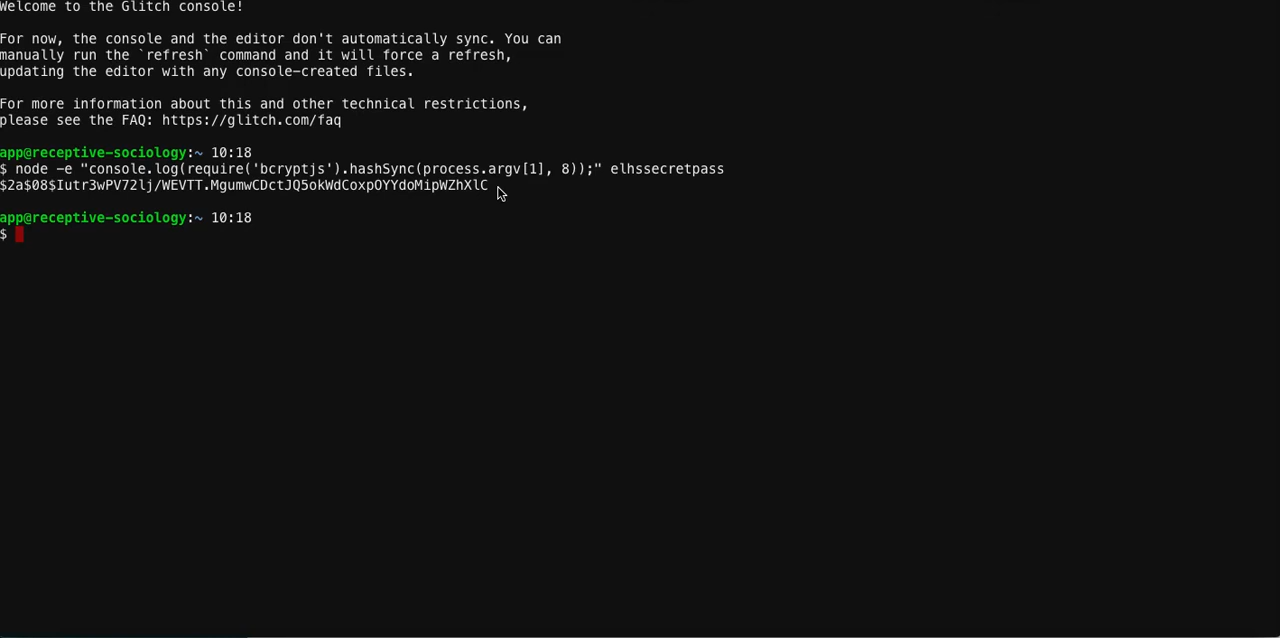 Welcome to the Glitch console!
For now, the console and the editor don't automatically sync. You can
manually run the `refresh` command and it will force a refresh,
updating the editor with any console-created files.
For more information about this and other technical restrictions,
please see the FAQ: https://glitch.com/faq
app@receptive-sociology:~ 10:18
$ node -e "console.log(require('bcryptjs').hashSync(process.argv[1], 8));" elhssecretpass
$2a$08$Iutr3wPV72lj/WEVTT.MgumwCDctJQ5okWdCoxpOYYdoMipWZhXlC
app@receptive-sociology:~ 10:18
$